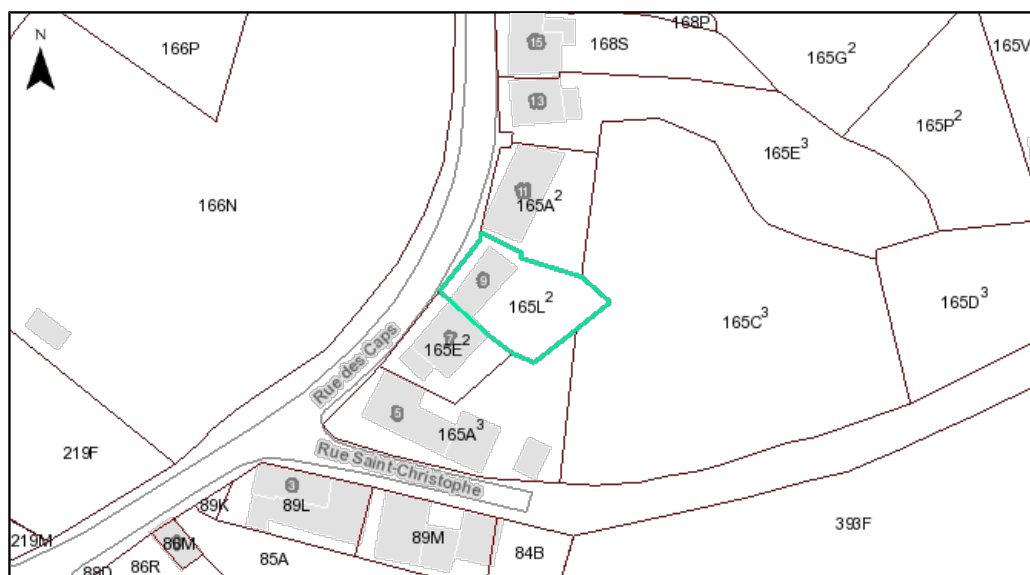 N
166P
15
168S
168P
165G²
165V
13
165P²
165E³
11
165A²
166N
9
165L²
165D³
165C³
7
165E²
Rue des Caps
5
165A³
219F
Rue Saint-Christophe
3
89L
89K
89M
393F
219M
86M
84B
85A
86R
88D